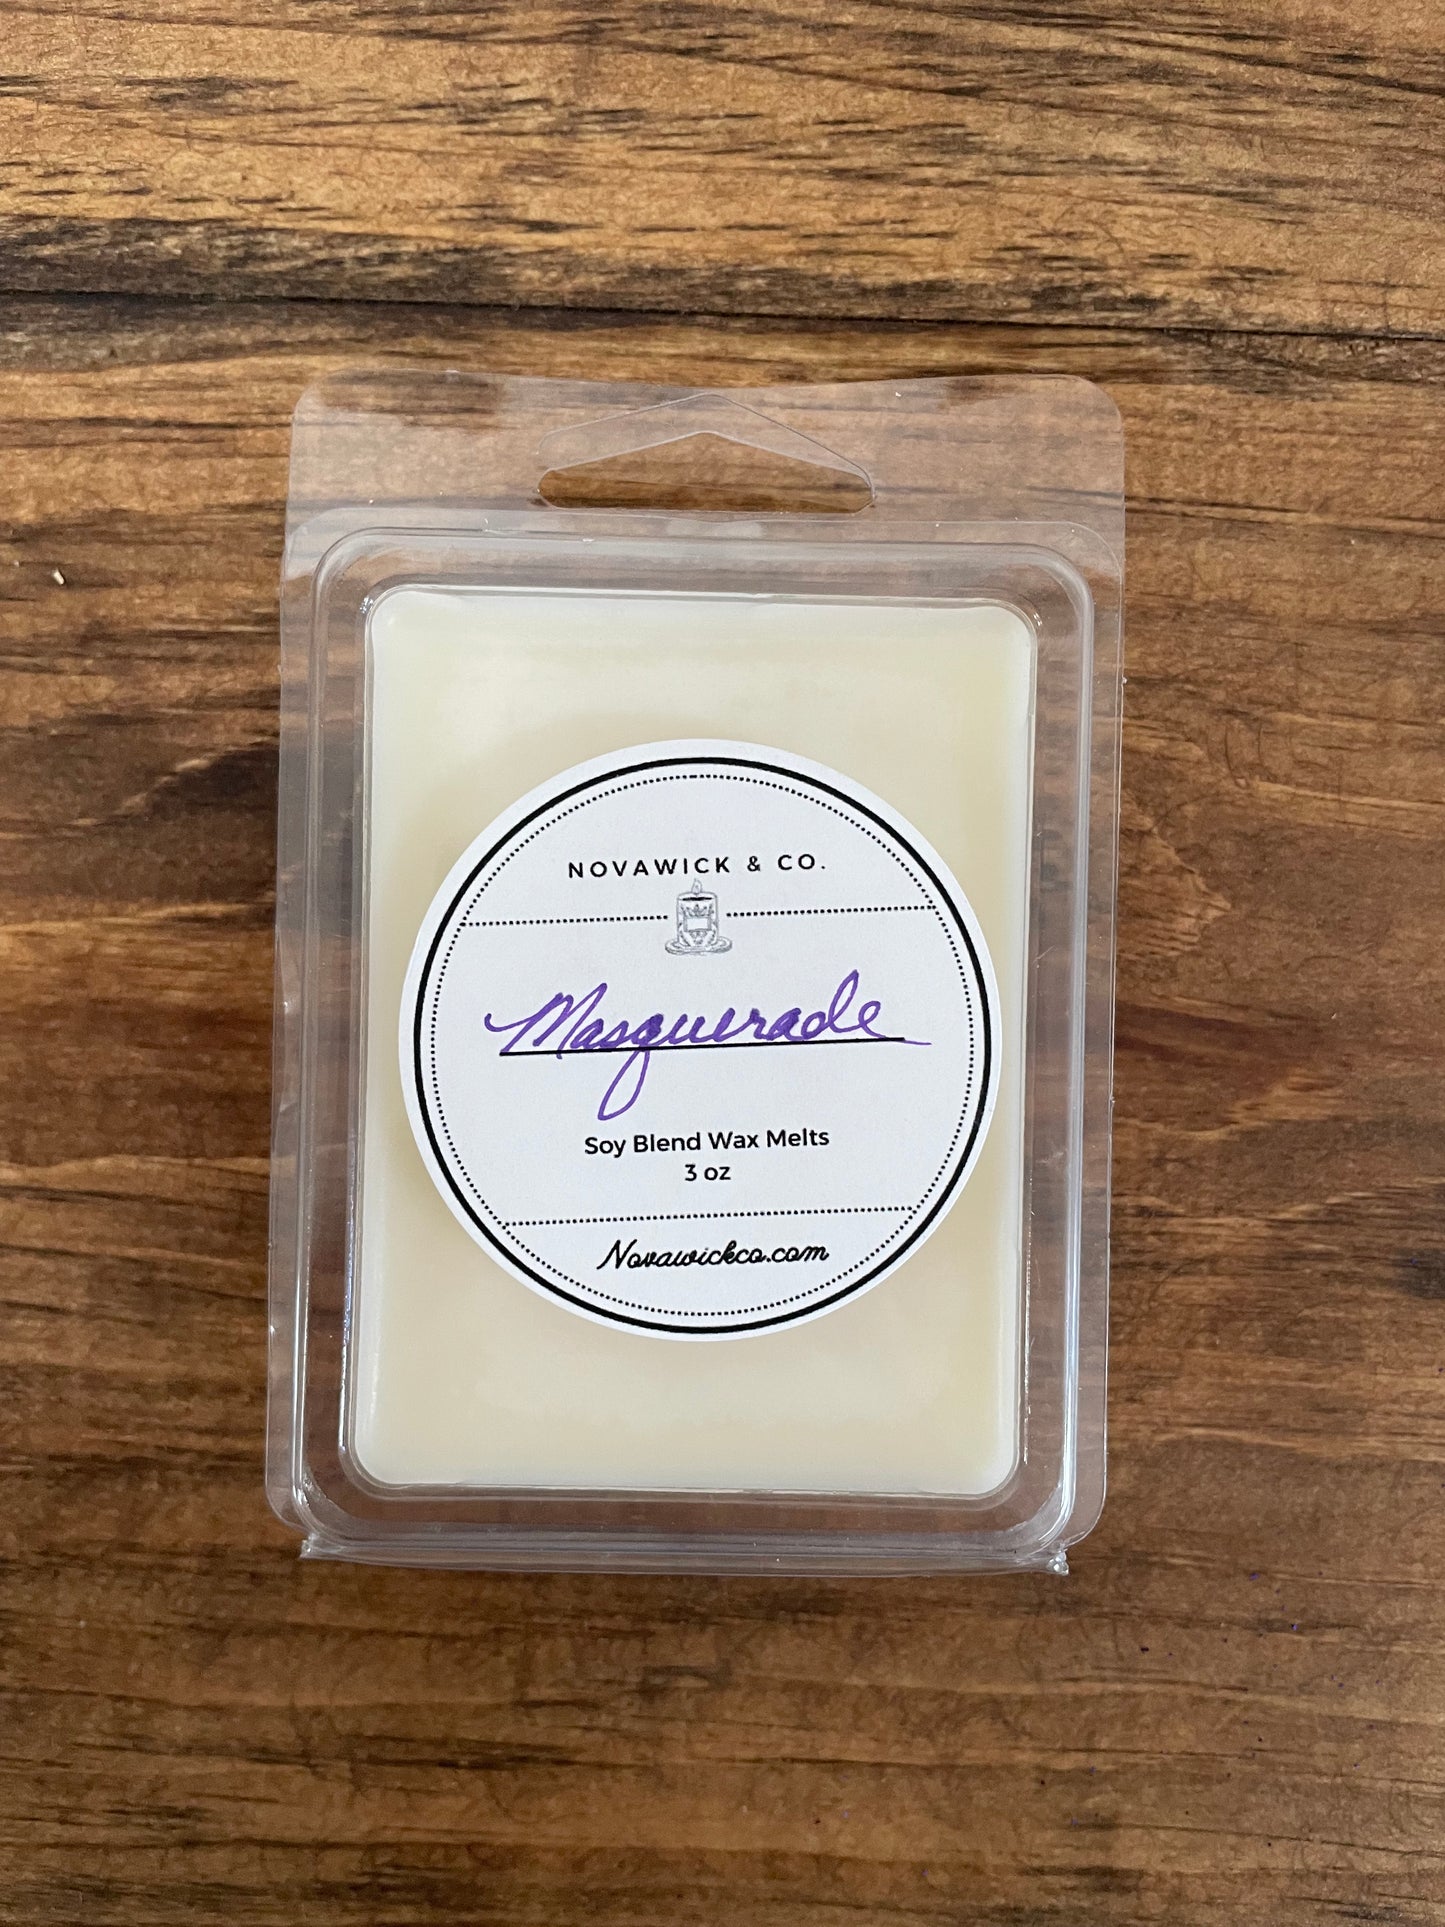 NOVAWICK & CO.
Masquerade
Soy Blend Wax Melts
3 oz
Novawickco.com